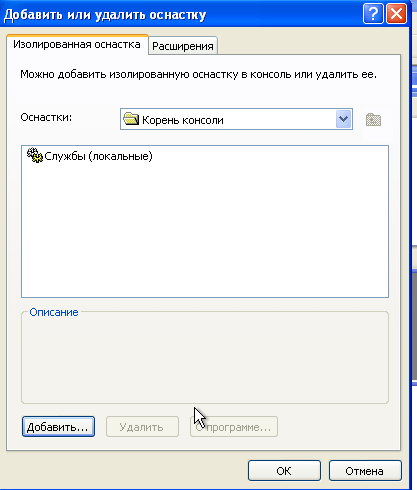 Добавить или удалить оснастку
Изолированная оснастка Расширения
Можно добавить изолированную оснастку в консоль или удалить ее.
Оснастки: Корень консоли
Службы (локальные)
Описание
Добавить... Удалить программе...
ОК Отмена